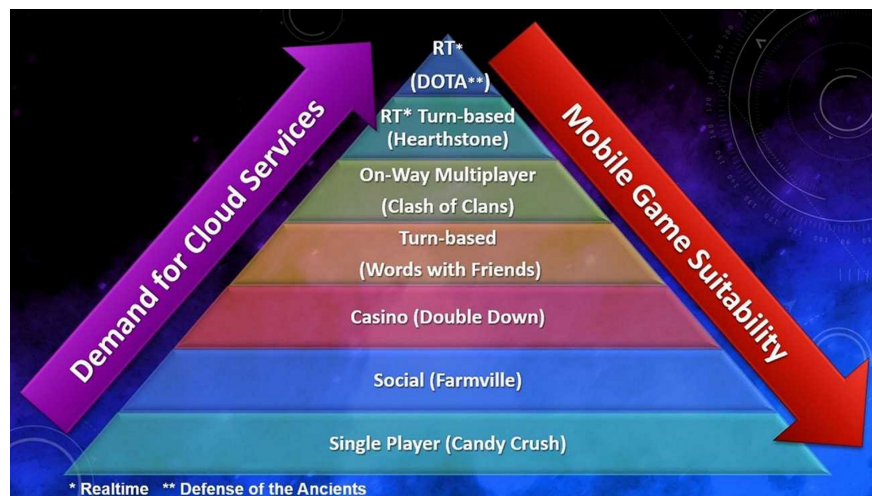 RT*
(DOTA**)
RT* Turn-based
(Hearthstone)
On-Way Multiplayer
(Clash of Clans)
Turn-based
(Words with Friends)
Casino (Double Down)
Social (Farmville)
Single Player (Candy Crush)
Demand for Cloud Services
Mobile Game Suitability
* Realtime ** Defense of the Ancients